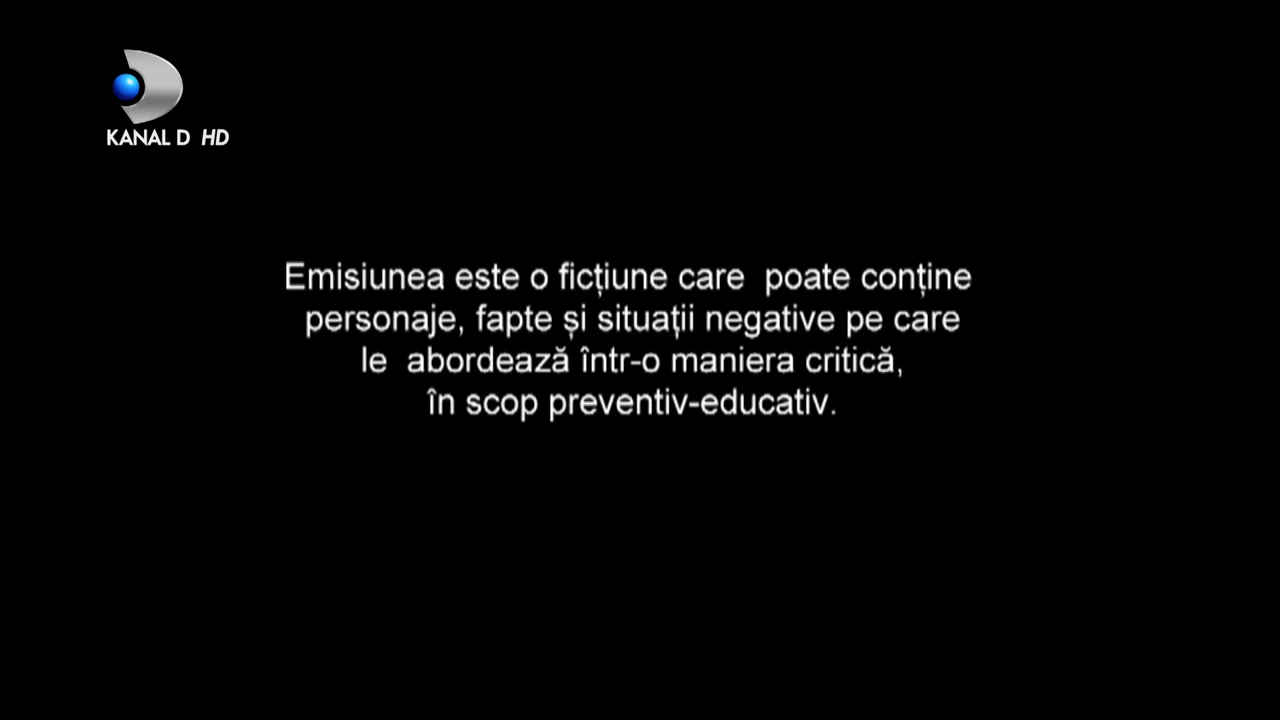 KANAL D HD
Emisiunea este o ficțiune care  poate conține
personaje, fapte și situații negative pe care
le  abordează într-o maniera critică,
în scop preventiv-educativ.